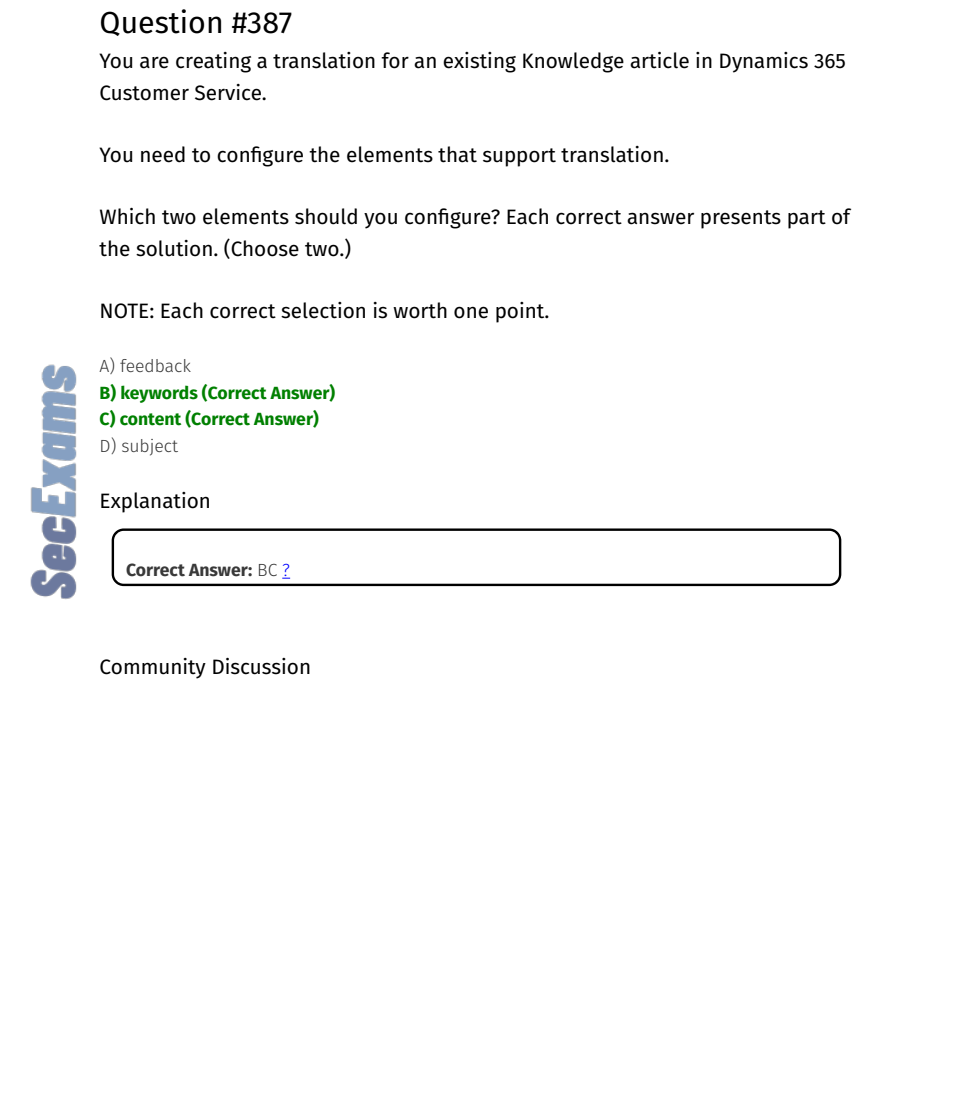 Question #387
You are creating a translation for an existing Knowledge article in Dynamics 365
Customer Service.
You need to configure the elements that support translation.
Which two elements should you configure? Each correct answer presents part of
the solution. (Choose two.)
NOTE: Each correct selection is worth one point.
A) feedback
B) keywords (Correct Answer)
C) content (Correct Answer)
D) subject
SecExams
Explanation
Correct Answer: BC ?
Community Discussion